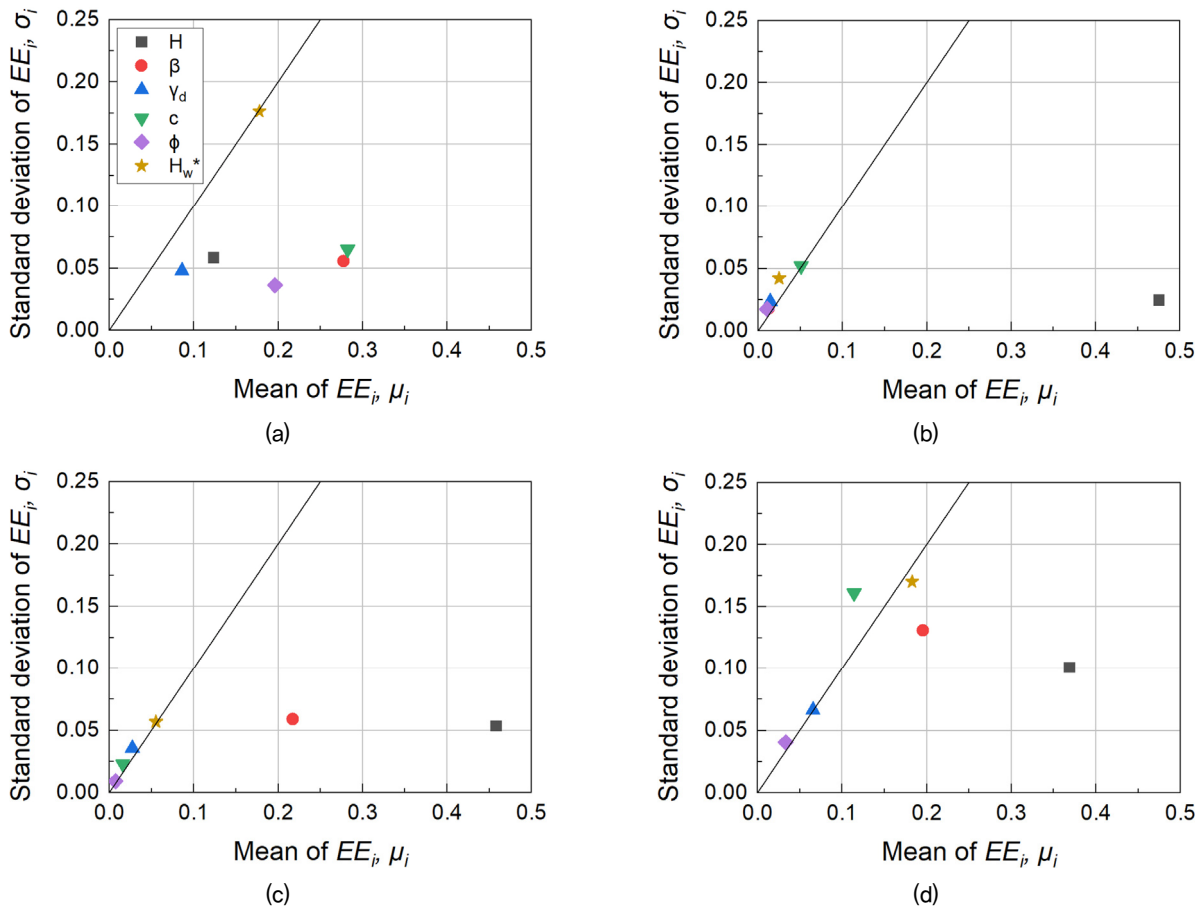 0.25
0.20
0.15
0.10
0.05
0.00
Standard deviation of EEᵢ, σᵢ
H
β
γ_d
c
ϕ
H_w*
0.0 0.1 0.2 0.3 0.4 0.5
Mean of EEᵢ, μᵢ
(a)
0.25
0.20
0.15
0.10
0.05
0.00
Standard deviation of EEᵢ, σᵢ
0.0 0.1 0.2 0.3 0.4 0.5
Mean of EEᵢ, μᵢ
(b)
0.25
0.20
0.15
0.10
0.05
0.00
Standard deviation of EEᵢ, σᵢ
0.0 0.1 0.2 0.3 0.4 0.5
Mean of EEᵢ, μᵢ
(c)
0.25
0.20
0.15
0.10
0.05
0.00
Standard deviation of EEᵢ, σᵢ
0.0 0.1 0.2 0.3 0.4 0.5
Mean of EEᵢ, μᵢ
(d)